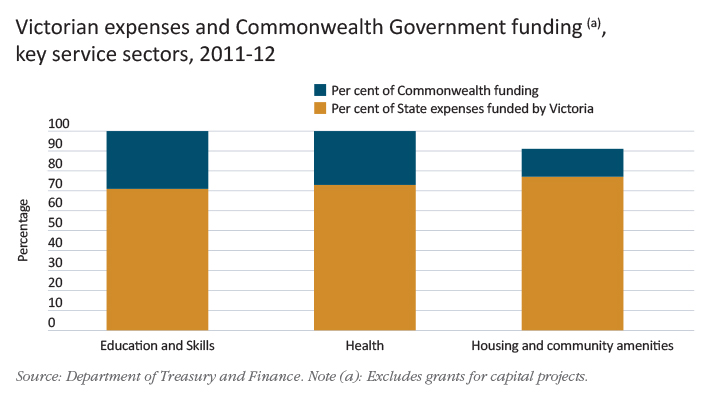 Victorian expenses and Commonwealth Government funding (a),
key service sectors, 2011-12
Per cent of Commonwealth funding
Per cent of State expenses funded by Victoria
100
90
80
70
60
50
40
30
20
10
0
Percentage
Education and Skills
Health
Housing and community amenities
Source: Department of Treasury and Finance. Note (a): Excludes grants for capital projects.